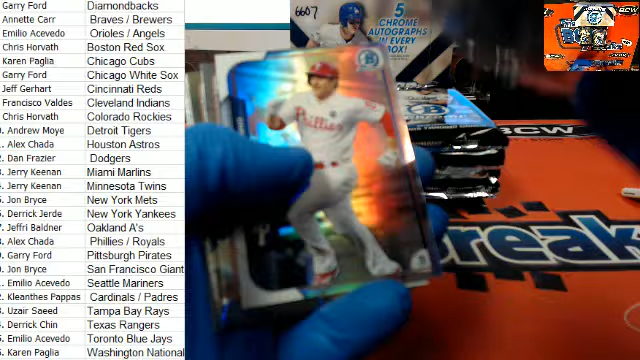 Garry Ford Diamondbacks
Annette Carr Braves / Brewers
Emilio Acevedo Orioles / Angels
Chris Horvath Boston Red Sox
Karen Paglia Chicago Cubs
Garry Ford Chicago White Sox
Jeff Gerhart Cincinnati Reds
Francisco Valdes Cleveland Indians
Chris Horvath Colorado Rockies
. Andrew Moye Detroit Tigers
. Alex Chada Houston Astros
2. Dan Frazier Dodgers
. Jerry Keenan Miami Marlins
. Jerry Keenan Minnesota Twins
. Jon Bryce New York Mets
. Derrick Jerde New York Yankees
. Jeffri Baldner Oakland A's
. Alex Chada Phillies / Royals
. Garry Ford Pittsburgh Pirates
. Jon Bryce San Francisco Giant
. Emilio Acevedo Seattle Mariners
2. Kleanthes Pappas Cardinals / Padres
. Uzair Saeed Tampa Bay Rays
. Derrick Chin Texas Rangers
. Emilio Acevedo Toronto Blue Jays
. Karen Paglia Washington National
6607
5
CHROME
AUTOGRAPHS
IN EVERY
BOX!
BCW
Phillies
BCW
break